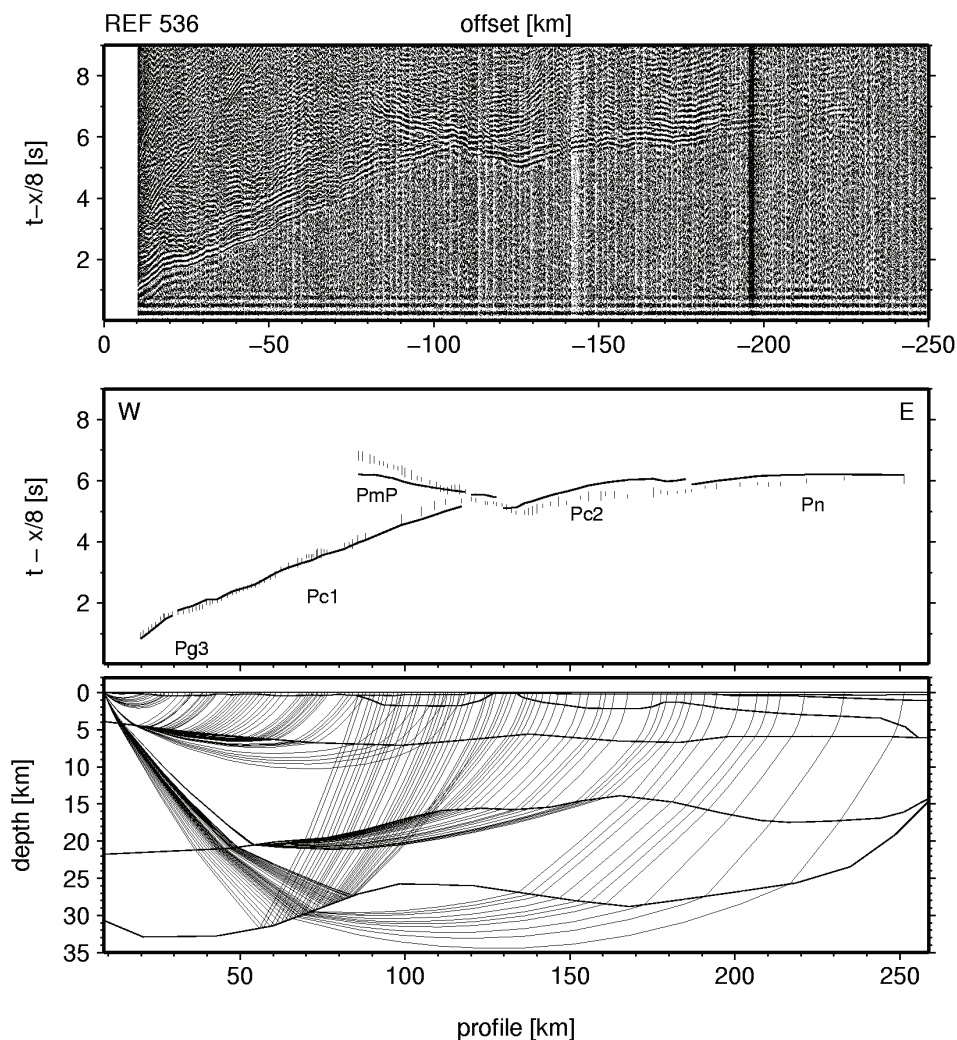 REF 536 offset [km]
8
6
4
2
t−x/8 [s]
0 −50 −100 −150 −200 −250
W E
8
6
4
2
t − x/8 [s]
PmP
Pc2
Pn
Pc1
Pg3
0
5
10
15
20
25
30
35
depth [km]
50 100 150 200 250
profile [km]